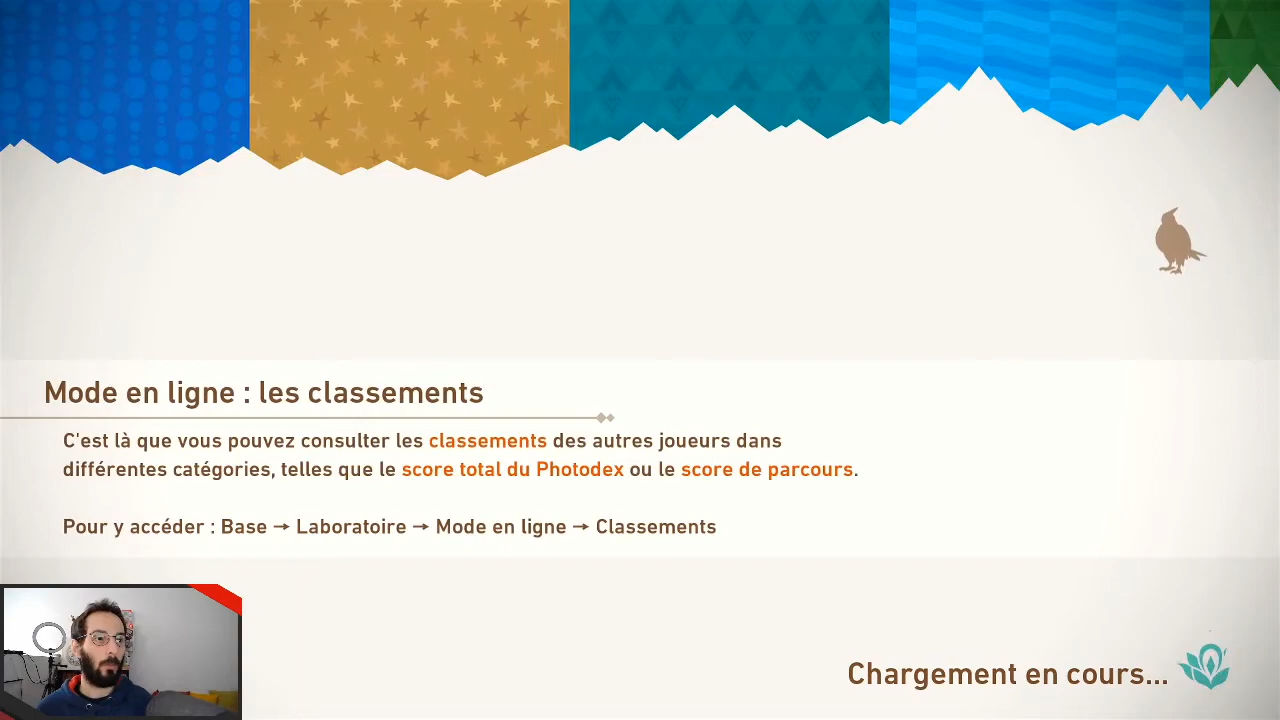 Mode en ligne : les classements
C'est là que vous pouvez consulter les classements des autres joueurs dans
différentes catégories, telles que le score total du Photodex ou le score de parcours.
Pour y accéder : Base → Laboratoire → Mode en ligne → Classements
Chargement en cours...